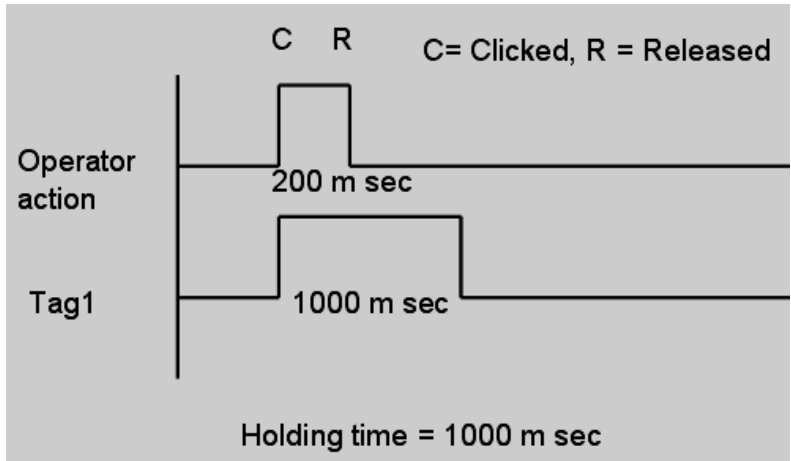 C R
C= Clicked, R = Released
Operator
action
200 m sec
Tag1
1000 m sec
Holding time = 1000 m sec